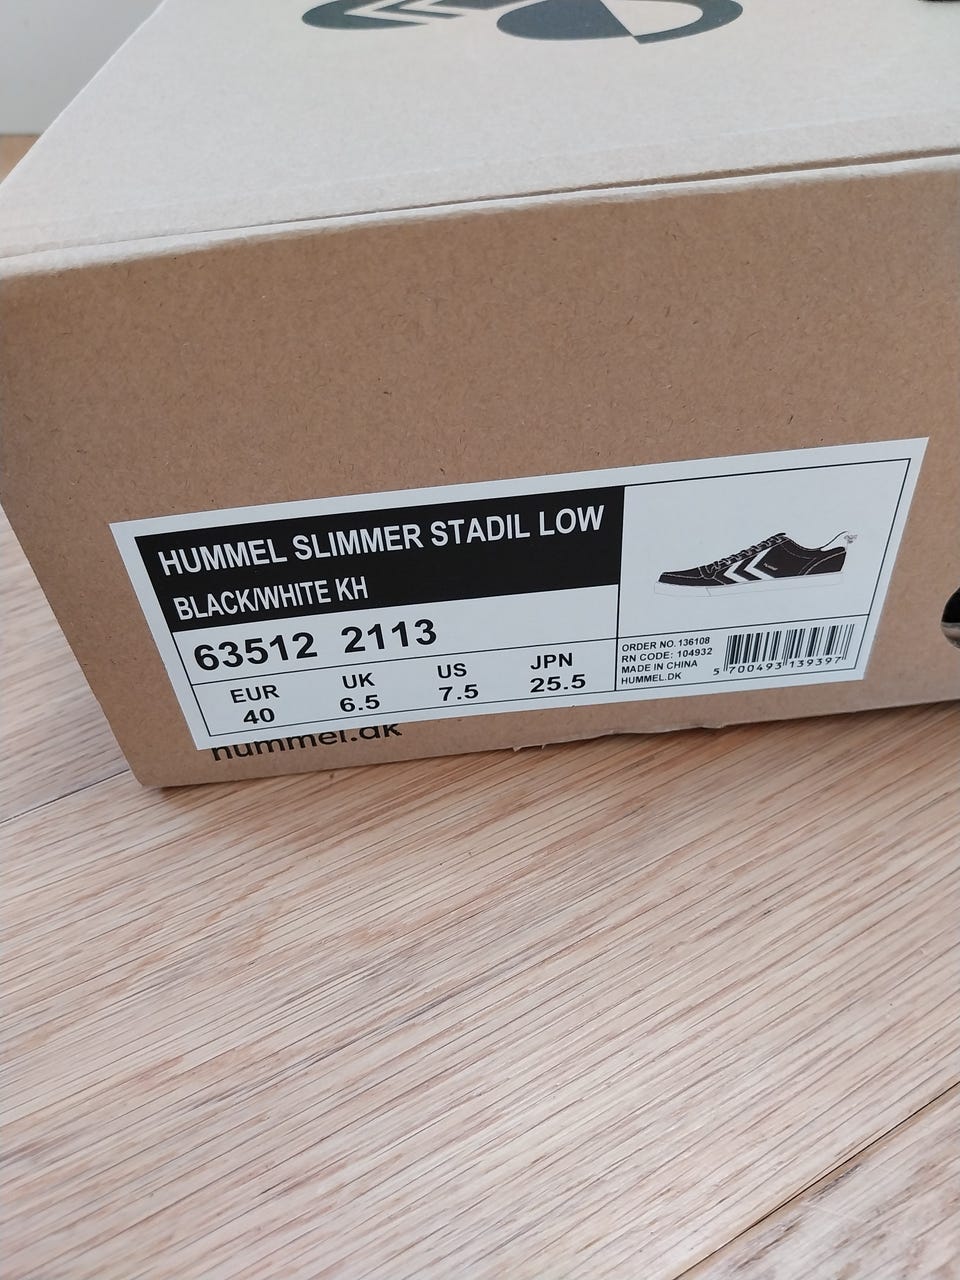 HUMMEL SLIMMER STADIL LOW
BLACK/WHITE KH
63512 2113
EUR UK US JPN
40 6.5 7.5 25.5
ORDER NO. 136108
RN CODE: 104932
MADE IN CHINA
HUMMEL.DK
5 700493 139397
hummel.dk